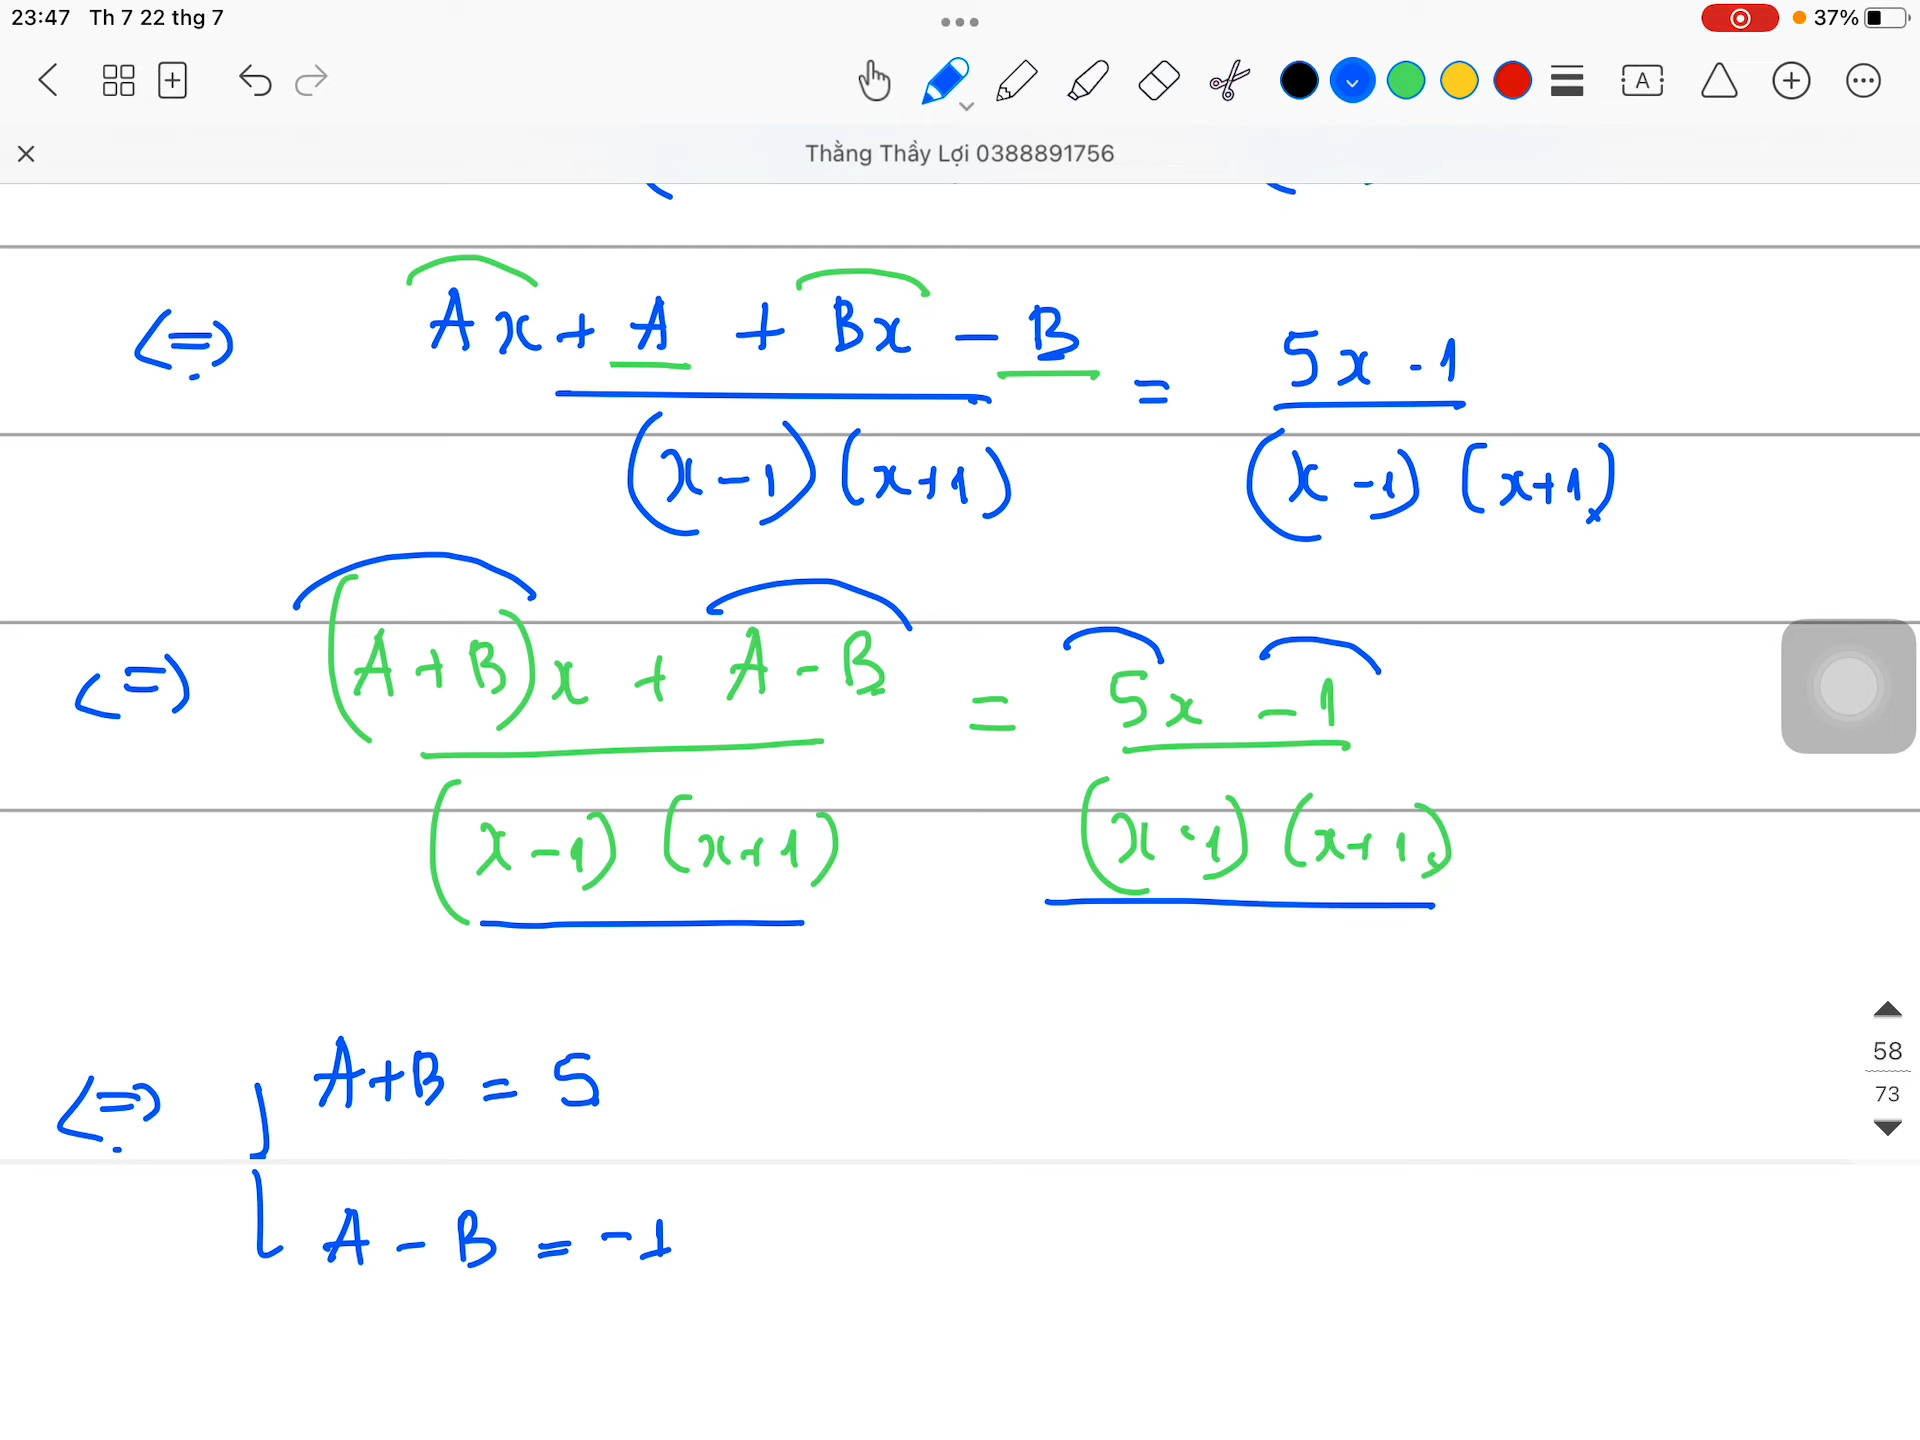 23:47 Th 7 22 thg 7
37%
A
Thằng Thầy Lợi 0388891756
<=> Ax + A + Bx - B = 5x - 1
(x-1) (x+1) (x-1) (x+1)
<=> (A+B)x + A - B = 5x - 1
(x-1) (x+1) (x-1) (x+1)
58
73
<=> { A+B = 5
A - B = -1